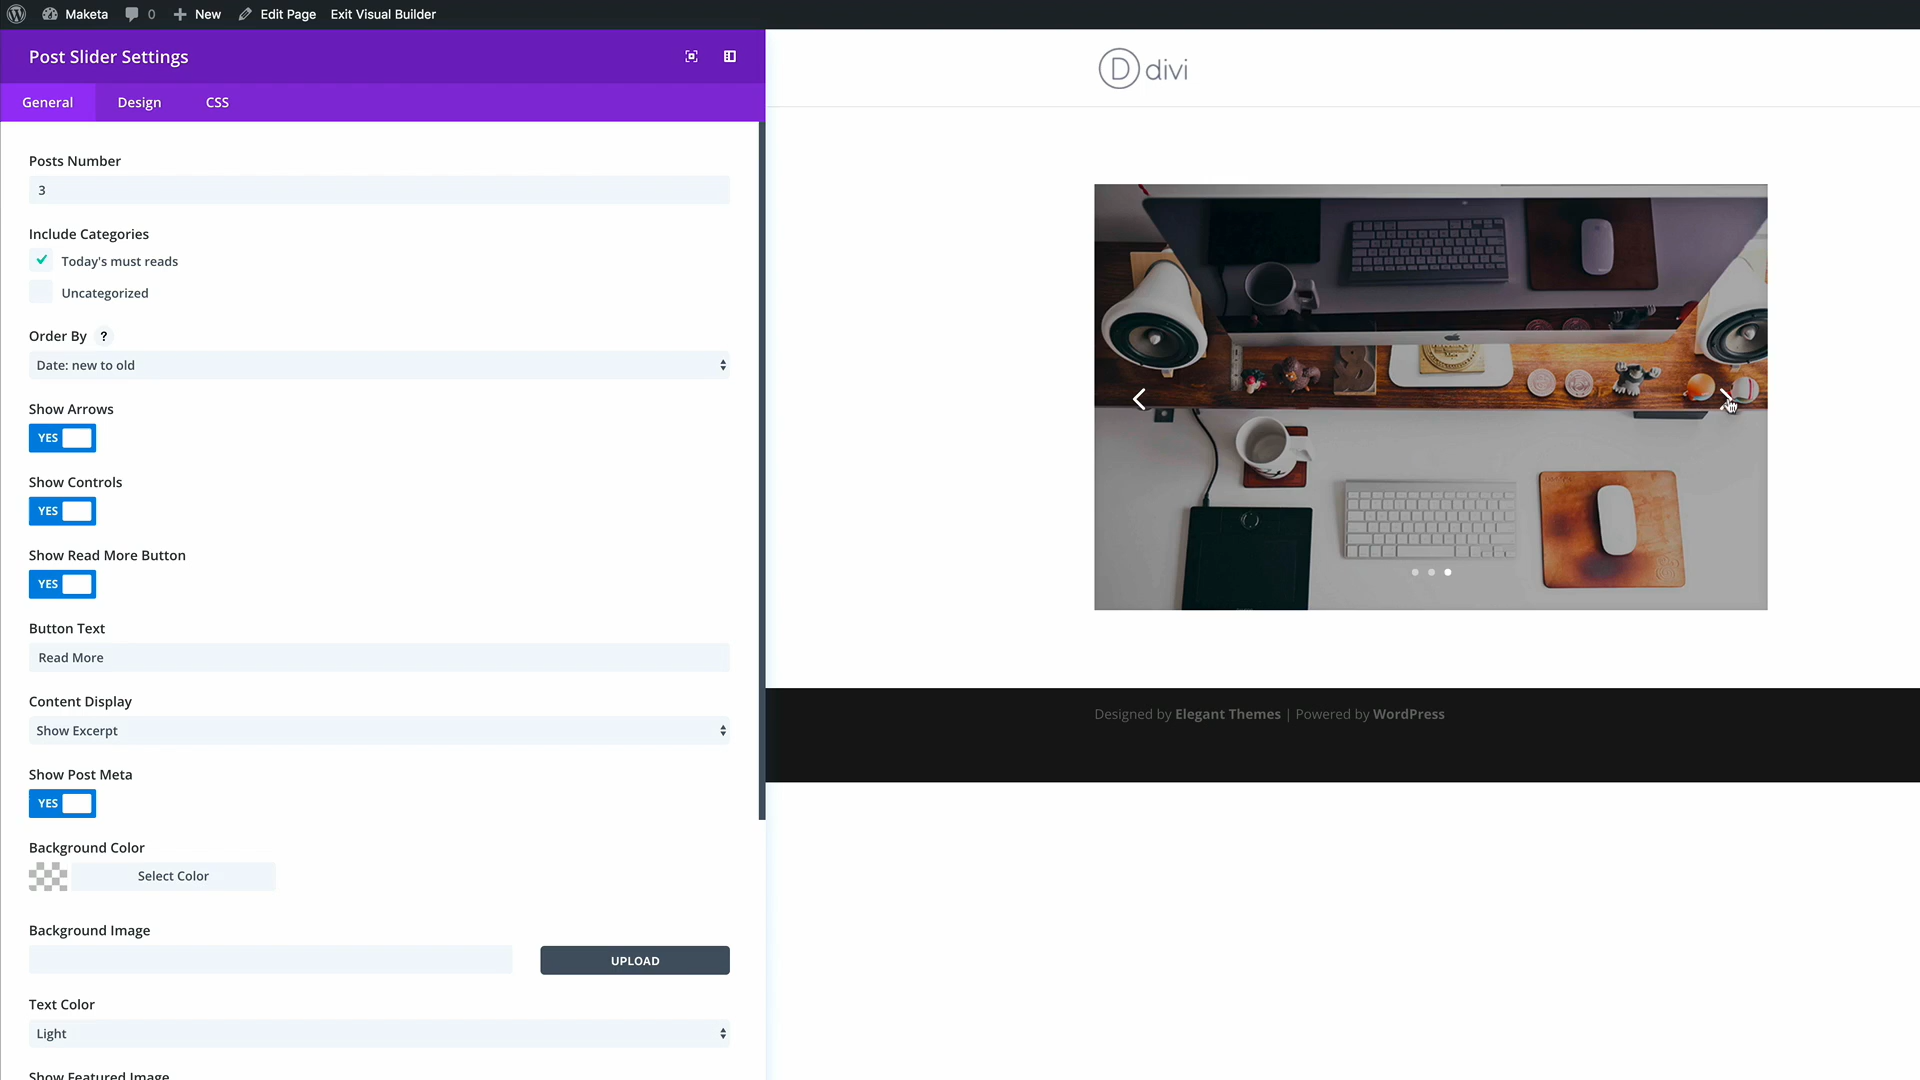 Maketa 0 New Edit Page Exit Visual Builder
Post Slider Settings
General Design CSS
Posts Number
3
Include Categories
Today's must reads
Uncategorized
Order By ?
Date: new to old
Show Arrows
YES
Show Controls
YES
Show Read More Button
YES
Button Text
Read More
Content Display
Show Excerpt
Show Post Meta
YES
Background Color
Select Color
Background Image
UPLOAD
Text Color
Light
Show Featured Image
D divi
Designed by Elegant Themes | Powered by WordPress